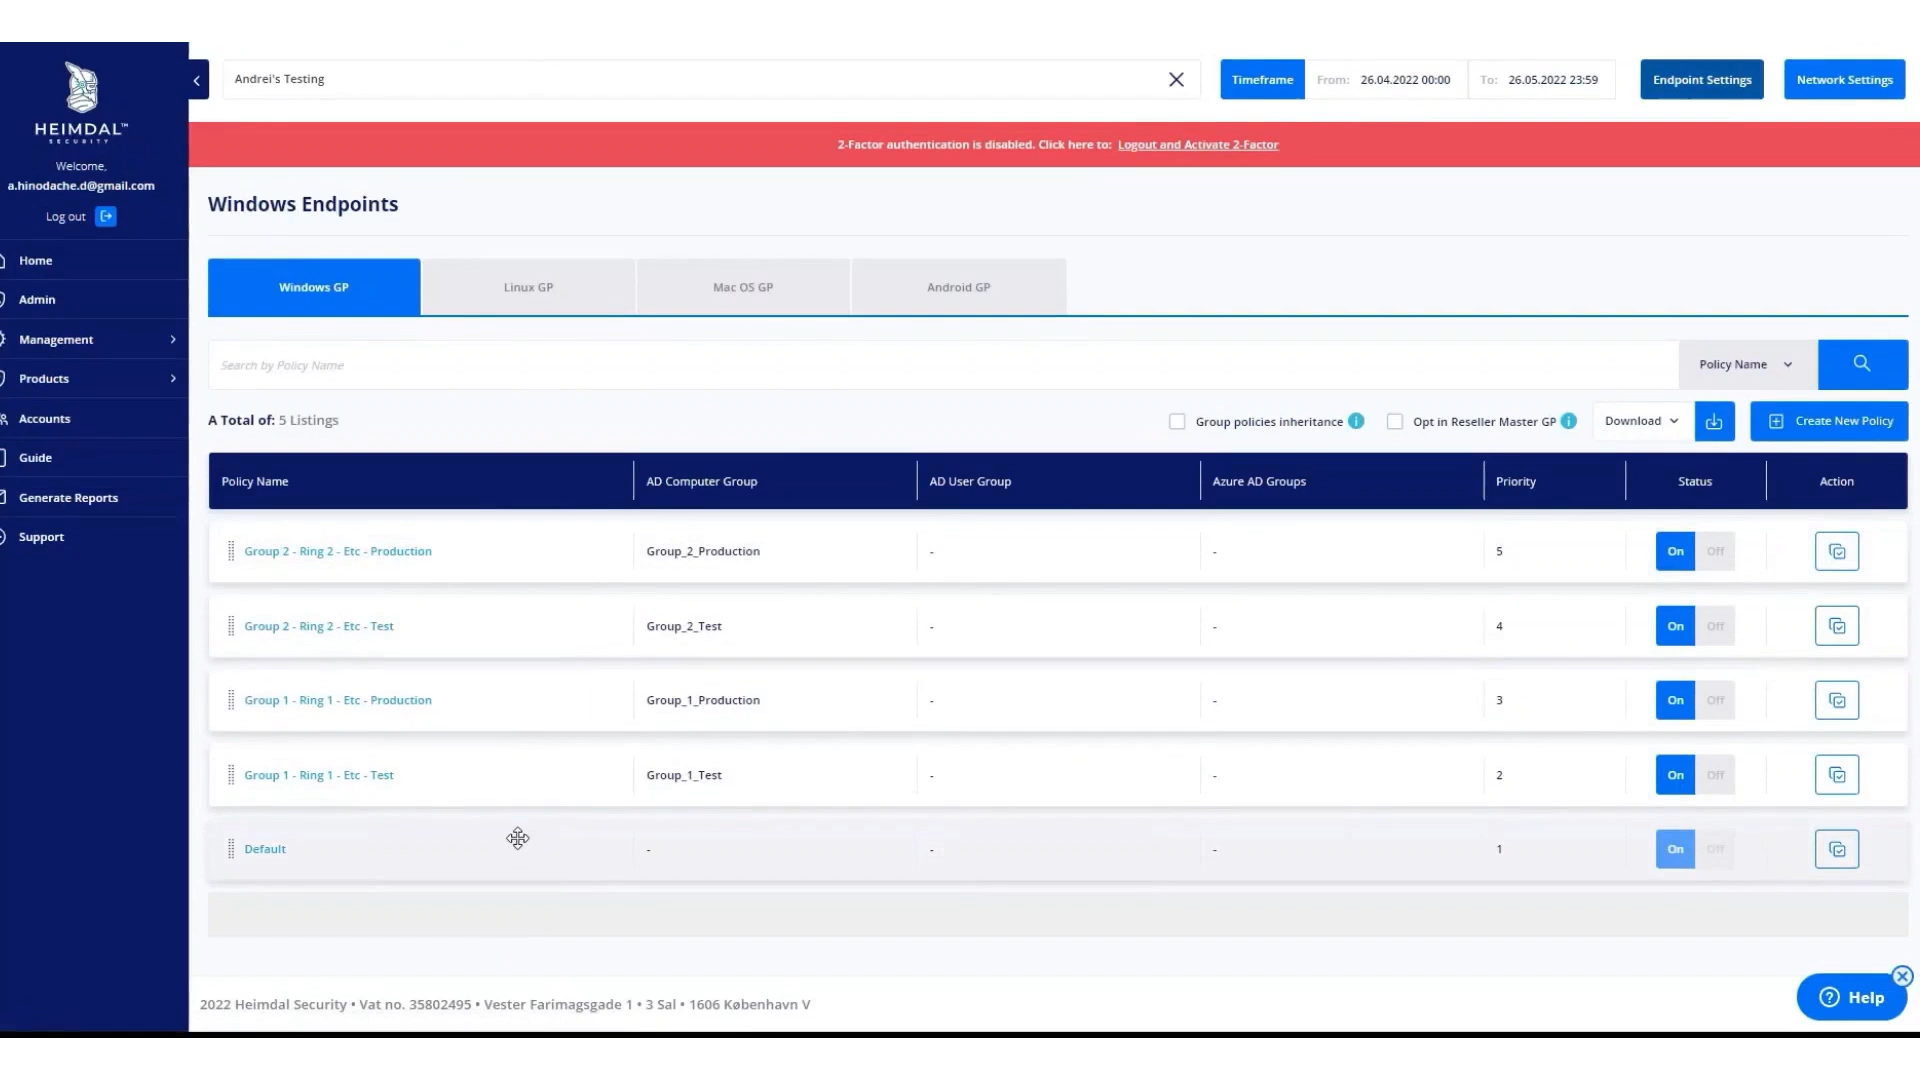 Andrei's Testing
Timeframe From: 26.04.2022 00:00 To: 26.05.2022 23:59 Endpoint Settings Network Settings
HEIMDAL™
SECURITY
Welcome,
a.hinodache.d@gmail.com
Log out
Home
Admin
Management
Products
Accounts
Guide
Generate Reports
Support
2-Factor authentication is disabled. Click here to: Logout and Activate 2-Factor
Windows Endpoints
Windows GP Linux GP Mac OS GP Android GP
Search by Policy Name Policy Name
A Total of: 5 Listings Group policies inheritance i Opt in Reseller Master GP i Download Create New Policy
Policy Name AD Computer Group AD User Group Azure AD Groups Priority Status Action
Group 2 - Ring 2 - Etc - Production Group_2_Production - - 5 On Off
Group 2 - Ring 2 - Etc - Test Group_2_Test - - 4 On Off
Group 1 - Ring 1 - Etc - Production Group_1_Production - - 3 On Off
Group 1 - Ring 1 - Etc - Test Group_1_Test - - 2 On Off
Default - - - 1 On Off
2022 Heimdal Security • Vat no. 35802495 • Vester Farimagsgade 1 • 3 Sal • 1606 København V
? Help